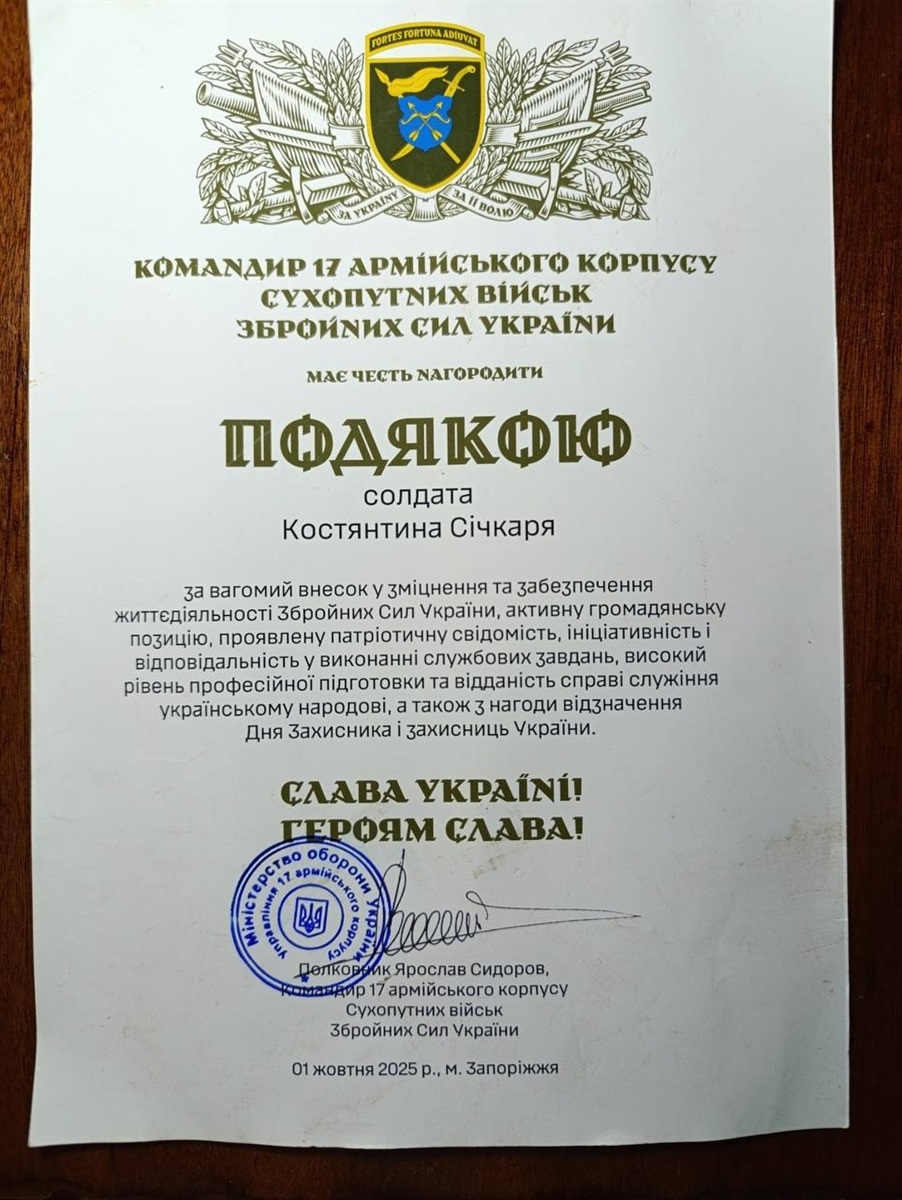 FORTES FORTUNA ADIUVAT
ЗА УКРАЇНУ ЗА ЇЇ ВОЛЮ
КОМАНДИР 17 АРМІЙСЬКОГО КОРПУСУ
СУХОПУТНИХ ВІЙСЬК
ЗБРОЙНИХ СИЛ УКРАЇНИ
МАЄ ЧЕСТЬ НАГОРОДИТИ
ПОДЯКОЮ
солдата
Костянтина Січкаря
за вагомий внесок у зміцнення та забезпечення
життєдіяльності Збройних Сил України, активну громадянську
позицію, проявлену патріотичну свідомість, ініціативність і
відповідальність у виконанні службових завдань, високий
рівень професійної підготовки та відданість справі служіння
українському народові, а також з нагоди відзначення
Дня Захисника і захисниць України.
СЛАВА УКРАЇНІ!
ГЕРОЯМ СЛАВА!
Міністерство оборони України
Управління 17 армійського корпусу
Полковник Ярослав Сидоров,
Командир 17 армійського корпусу
Сухопутних військ
Збройних Сил України
01 жовтня 2025 р., м. Запоріжжя